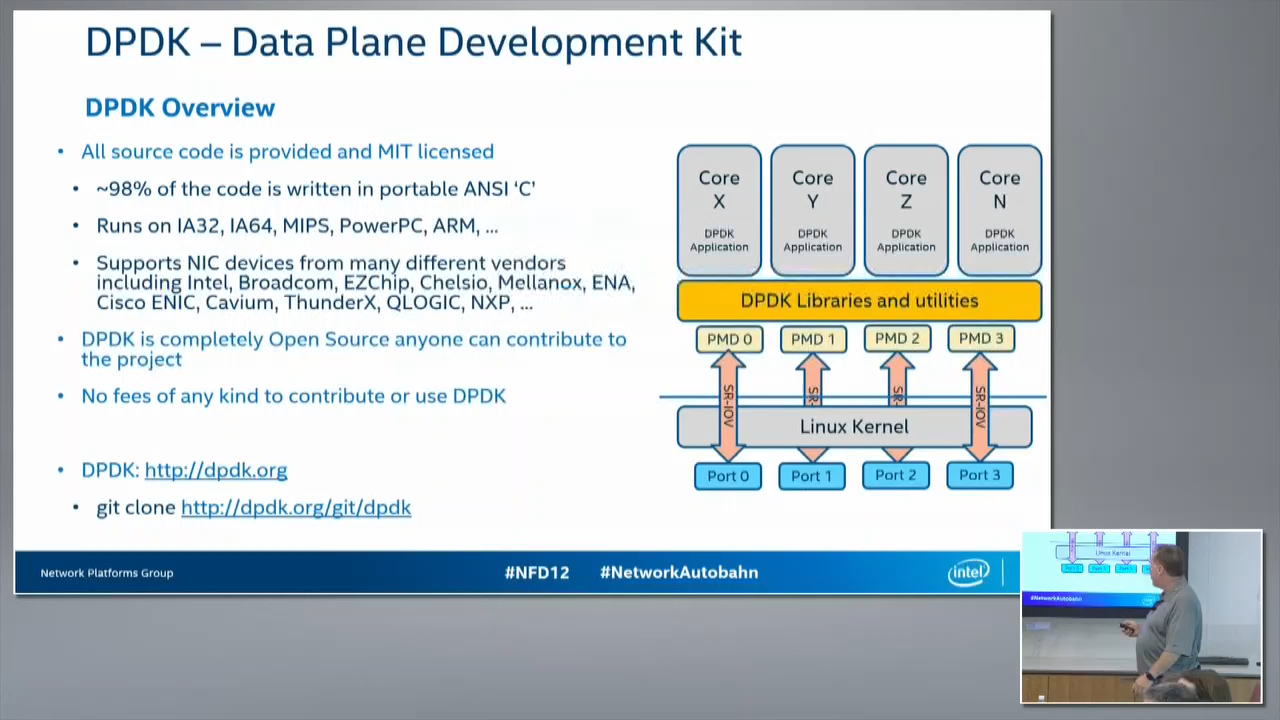 DPDK – Data Plane Development Kit
DPDK Overview
• All source code is provided and MIT licensed
• ~98% of the code is written in portable ANSI ‘C’
• Runs on IA32, IA64, MIPS, PowerPC, ARM, ...
• Supports NIC devices from many different vendors
including Intel, Broadcom, EZChip, Chelsio, Mellanox, ENA,
Cisco ENIC, Cavium, ThunderX, QLOGIC, NXP, ...
• DPDK is completely Open Source anyone can contribute to
the project
• No fees of any kind to contribute or use DPDK
• DPDK: http://dpdk.org
• git clone http://dpdk.org/git/dpdk
Core X DPDK Application
Core Y DPDK Application
Core Z DPDK Application
Core N DPDK Application
DPDK Libraries and utilities
PMD 0 PMD 1 PMD 2 PMD 3
SR-IOV SR- SR- SR-IOV
Linux Kernel
Port 0 Port 1 Port 2 Port 3
Network Platforms Group
#NFD12 #NetworkAutobahn
intel
Linux Kernel
#NetworkAutobahn